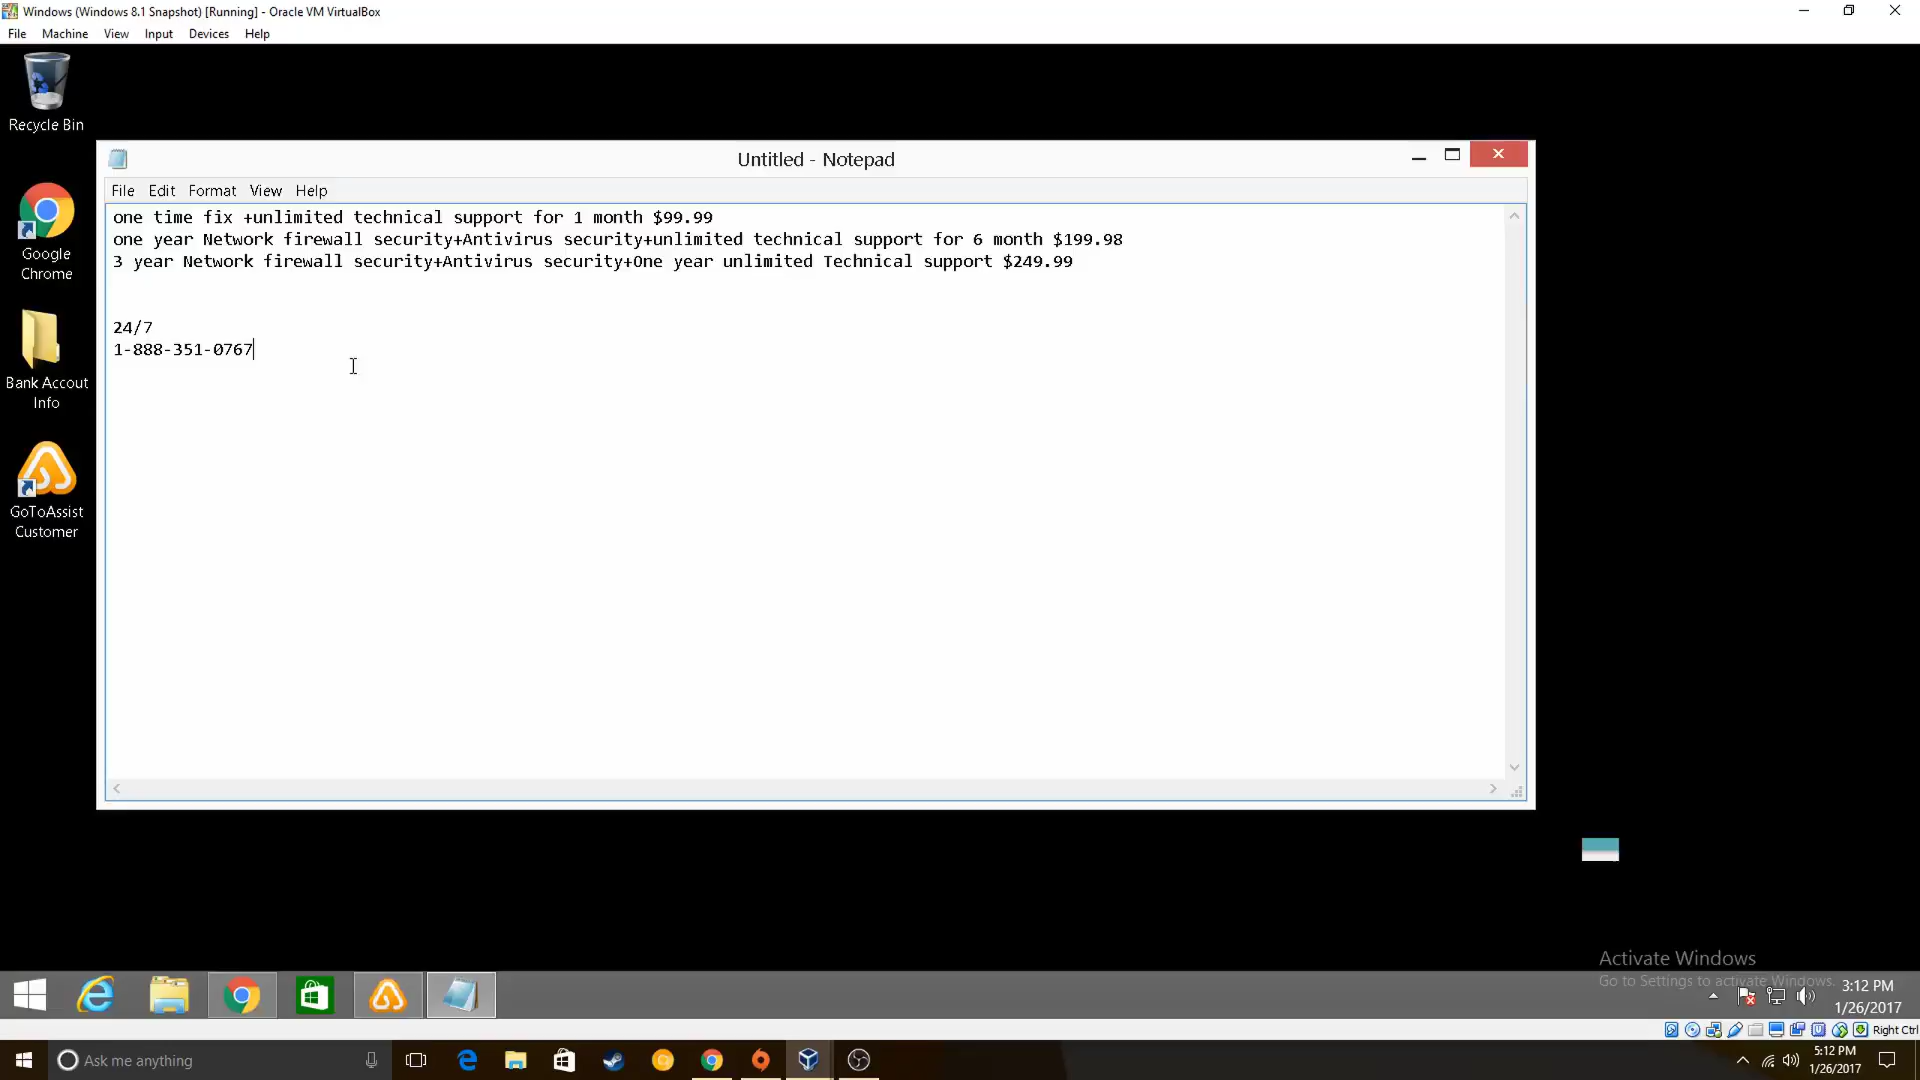 Windows (Windows 8.1 Snapshot) [Running] - Oracle VM VirtualBox
File Machine View Input Devices Help
Recycle Bin
Untitled - Notepad
File Edit Format View Help
one time fix +unlimited technical support for 1 month $99.99
one year Network firewall security+Antivirus security+unlimited technical support for 6 month $199.98
3 year Network firewall security+Antivirus security+One year unlimited Technical support $249.99
24/7
1-888-351-0767
Google
Chrome
Bank Accout
Info
GoToAssist
Customer
Activate Windows
Go to Settings to activate Windows.
3:12 PM
1/26/2017
Right Ctrl
Ask me anything
5:12 PM
1/26/2017